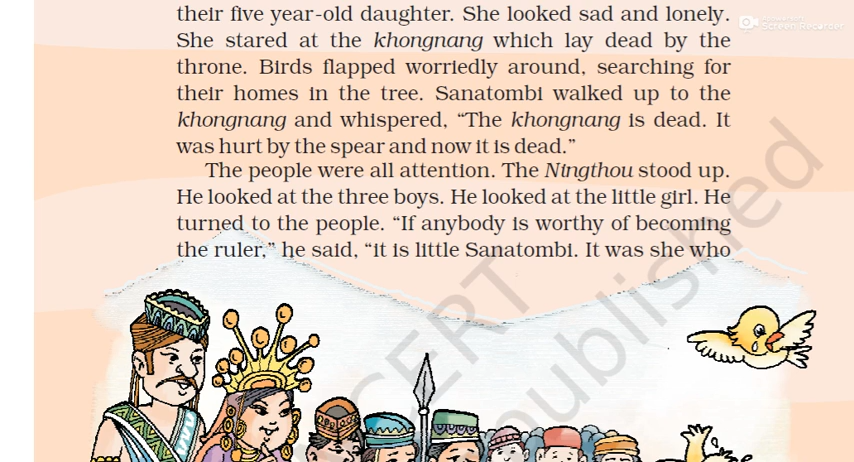 their five year-old daughter. She looked sad and lonely.
She stared at the khongnang which lay dead by the
throne. Birds flapped worriedly around, searching for
their homes in the tree. Sanatombi walked up to the
khongnang and whispered, “The khongnang is dead. It
was hurt by the spear and now it is dead.”
The people were all attention. The Ningthou stood up.
He looked at the three boys. He looked at the little girl. He
turned to the people. “If anybody is worthy of becoming
the ruler,” he said, “it is little Sanatombi. It was she who
Screen Recorder
CERT
published